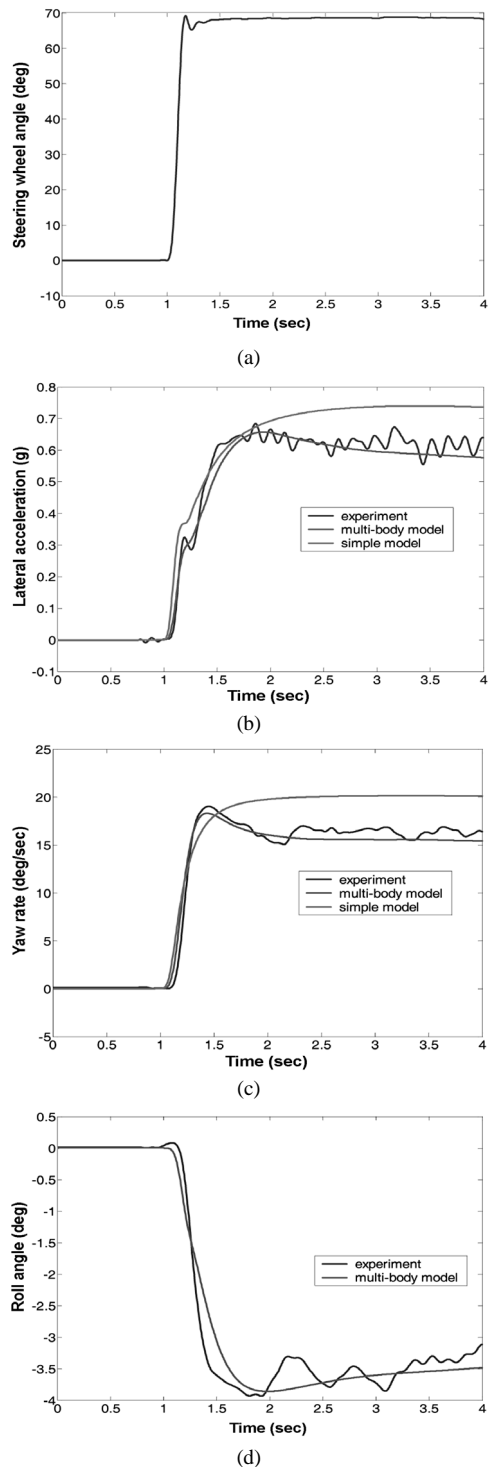 70
60
50
40
30
20
10
0
-10
Steering wheel angle (deg)
0 0.5 1 1.5 2 2.5 3 3.5 4
Time (sec)
(a)
0.8
0.7
0.6
0.5
0.4
0.3
0.2
0.1
0
-0.1
Lateral acceleration (g)
experiment
multi-body model
simple model
0 0.5 1 1.5 2 2.5 3 3.5 4
Time (sec)
(b)
25
20
15
10
5
0
-5
Yaw rate (deg/sec)
experiment
multi-body model
simple model
0 0.5 1 1.5 2 2.5 3 3.5 4
Time (sec)
(c)
0.5
0
-0.5
-1
-1.5
-2
-2.5
-3
-3.5
-4
Roll angle (deg)
experiment
multi-body model
0 0.5 1 1.5 2 2.5 3 3.5 4
Time (sec)
(d)